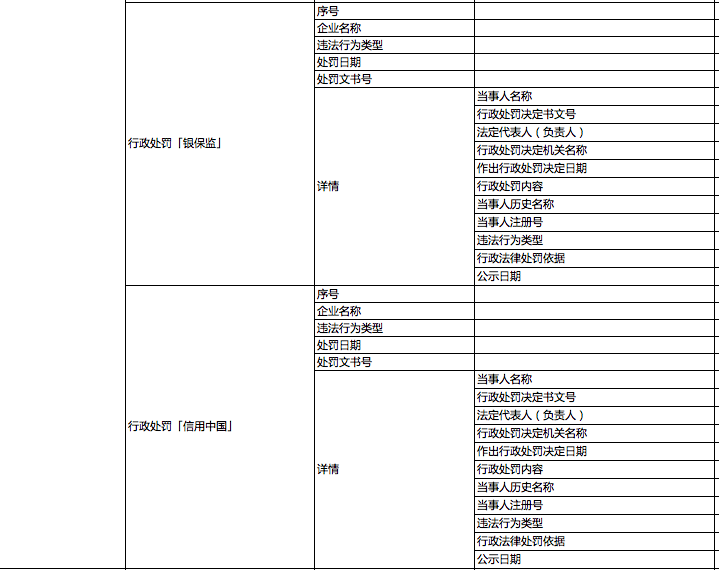 行政处罚「银保监」
序号
企业名称
违法行为类型
处罚日期
处罚文书号
详情
当事人名称
行政处罚决定书文号
法定代表人（负责人）
行政处罚决定机关名称
作出行政处罚决定日期
行政处罚内容
当事人历史名称
当事人注册号
违法行为类型
行政法律处罚依据
公示日期
行政处罚「信用中国」
序号
企业名称
违法行为类型
处罚日期
处罚文书号
详情
当事人名称
行政处罚决定书文号
法定代表人（负责人）
行政处罚决定机关名称
作出行政处罚决定日期
行政处罚内容
当事人历史名称
当事人注册号
违法行为类型
行政法律处罚依据
公示日期